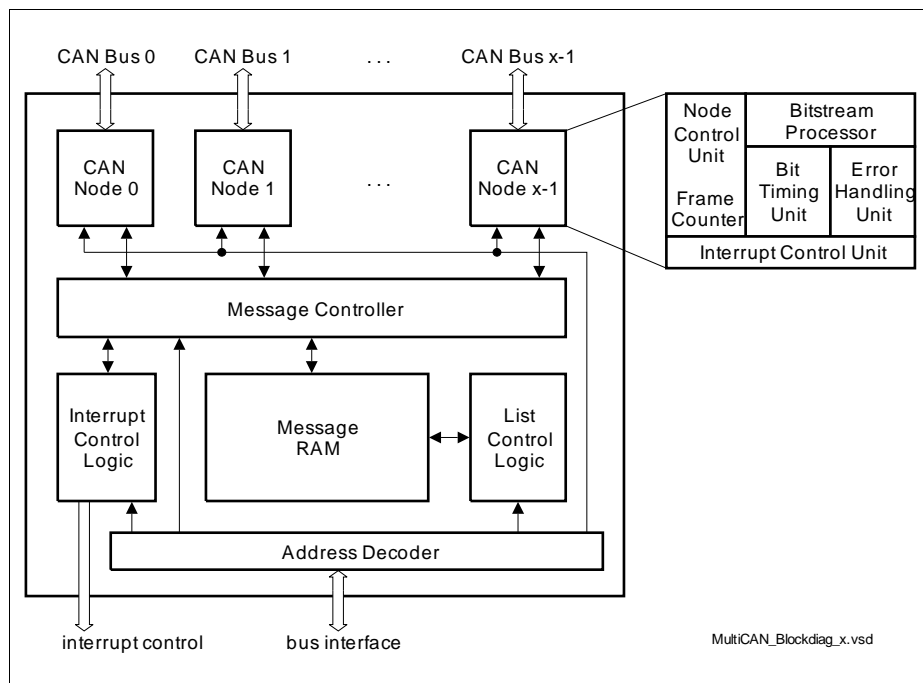 CAN Bus 0
CAN Bus 1
. . .
CAN Bus x-1
CAN
Node 0
CAN
Node 1
. . .
CAN
Node x-1
Node
Control
Unit
Frame
Counter
Bitstream
Processor
Bit
Timing
Unit
Error
Handling
Unit
Interrupt Control Unit
Message Controller
Interrupt
Control
Logic
Message
RAM
List
Control
Logic
Address Decoder
interrupt control
bus interface
MultiCAN_Blockdiag_x.vsd